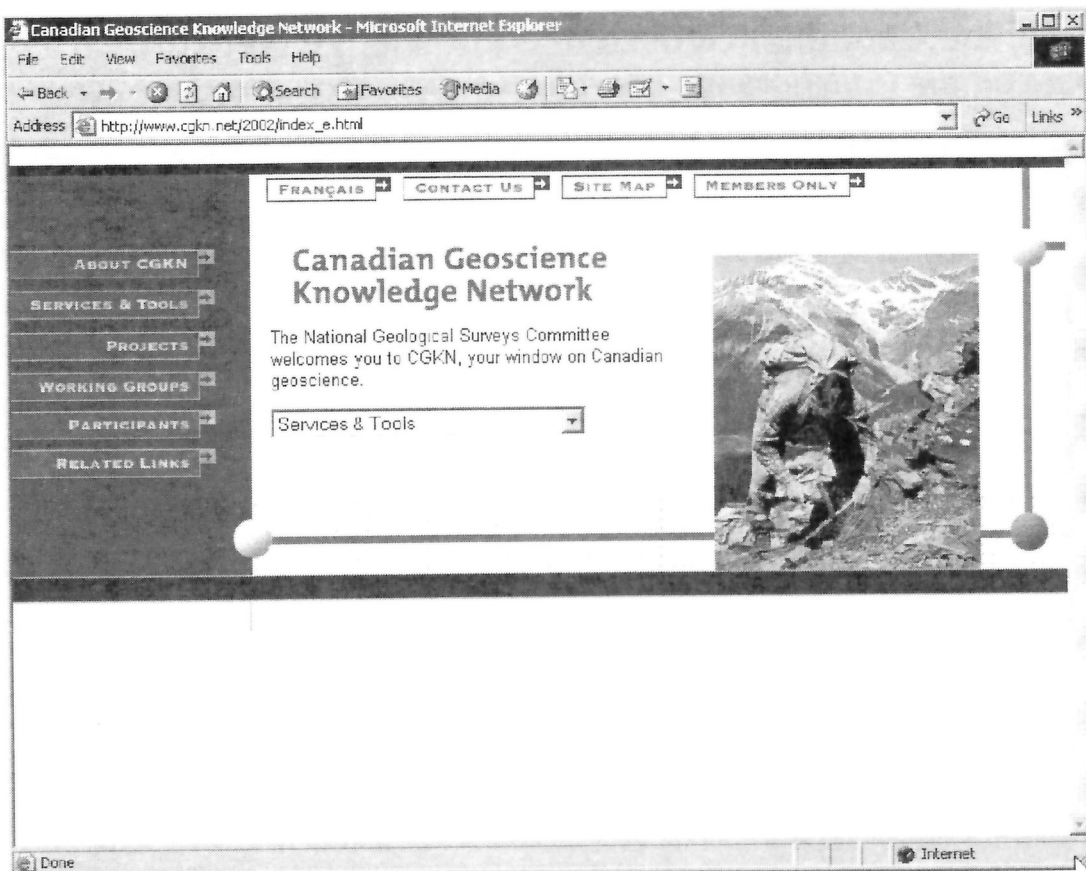 Canadian Geoscience Knowledge Network - Microsoft Internet Explorer
File Edit View Favorites Tools Help
Back Search Favorites Media
Address http://www.cgkn.net/2002/index_e.html Go Links »
FRANÇAIS CONTACT US SITE MAP MEMBERS ONLY
ABOUT CGKN
SERVICES & TOOLS
PROJECTS
WORKING GROUPS
PARTICIPANTS
RELATED LINKS
Canadian Geoscience
Knowledge Network
The National Geological Surveys Committee
welcomes you to CGKN, your window on Canadian
geoscience.
Services & Tools
Done Internet